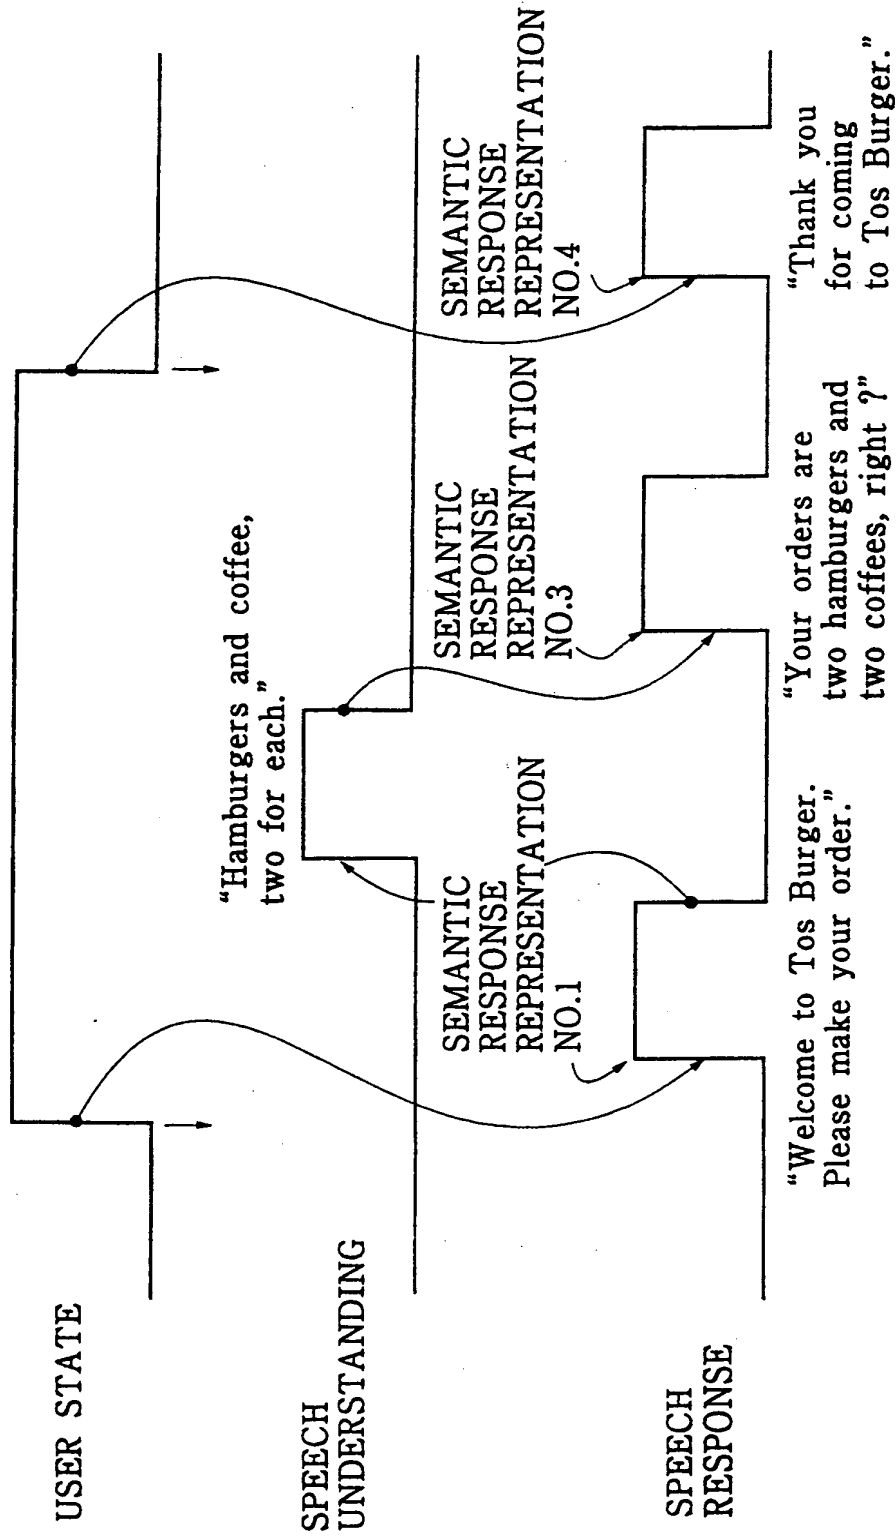 USER STATE
"Hamburgers and coffee,
two for each."
SPEECH
UNDERSTANDING
SEMANTIC
RESPONSE
REPRESENTATION
NO.1
SEMANTIC
RESPONSE
REPRESENTATION
NO.3
SEMANTIC
RESPONSE
REPRESENTATION
NO.4
SPEECH
RESPONSE
"Welcome to Tos Burger.
Please make your order."
"Your orders are
two hamburgers and
two coffees, right ?"
"Thank you
for coming
to Tos Burger."